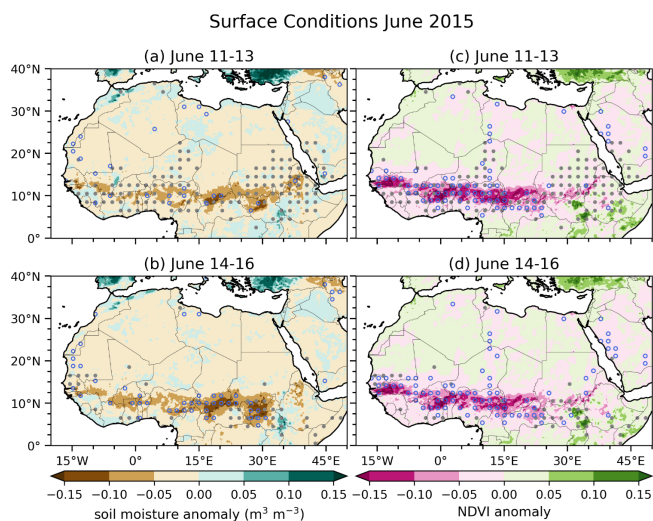 Surface Conditions June 2015
(a) June 11-13
(c) June 11-13
40°N
30°N
20°N
10°N
0°
(b) June 14-16
(d) June 14-16
40°N
30°N
20°N
10°N
0°
15°W 0° 15°E 30°E 45°E 15°W 0° 15°E 30°E 45°E
−0.15 −0.10 −0.05 0.00 0.05 0.10 0.15 −0.15 −0.10 −0.05 0.00 0.05 0.10 0.15
soil moisture anomaly (m³ m⁻³)
NDVI anomaly